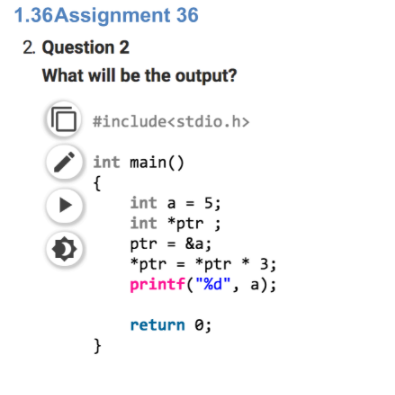 1.36Assignment 36
2. Question 2
What will be the output?
#include<stdio.h>
int main()
{
int a = 5;
int *ptr ;
ptr = &a;
*ptr = *ptr * 3;
printf("%d", a);
return 0;
}